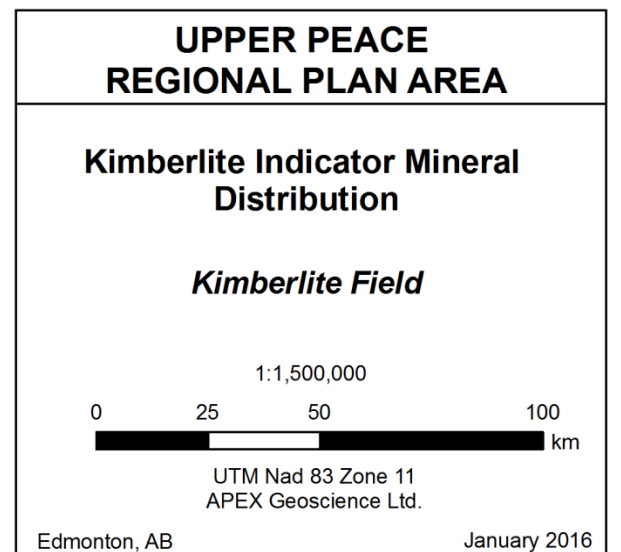 UPPER PEACE
REGIONAL PLAN AREA
Kimberlite Indicator Mineral
Distribution
Kimberlite Field
1:1,500,000
0 25 50 100
km
UTM Nad 83 Zone 11
APEX Geoscience Ltd.
Edmonton, AB January 2016